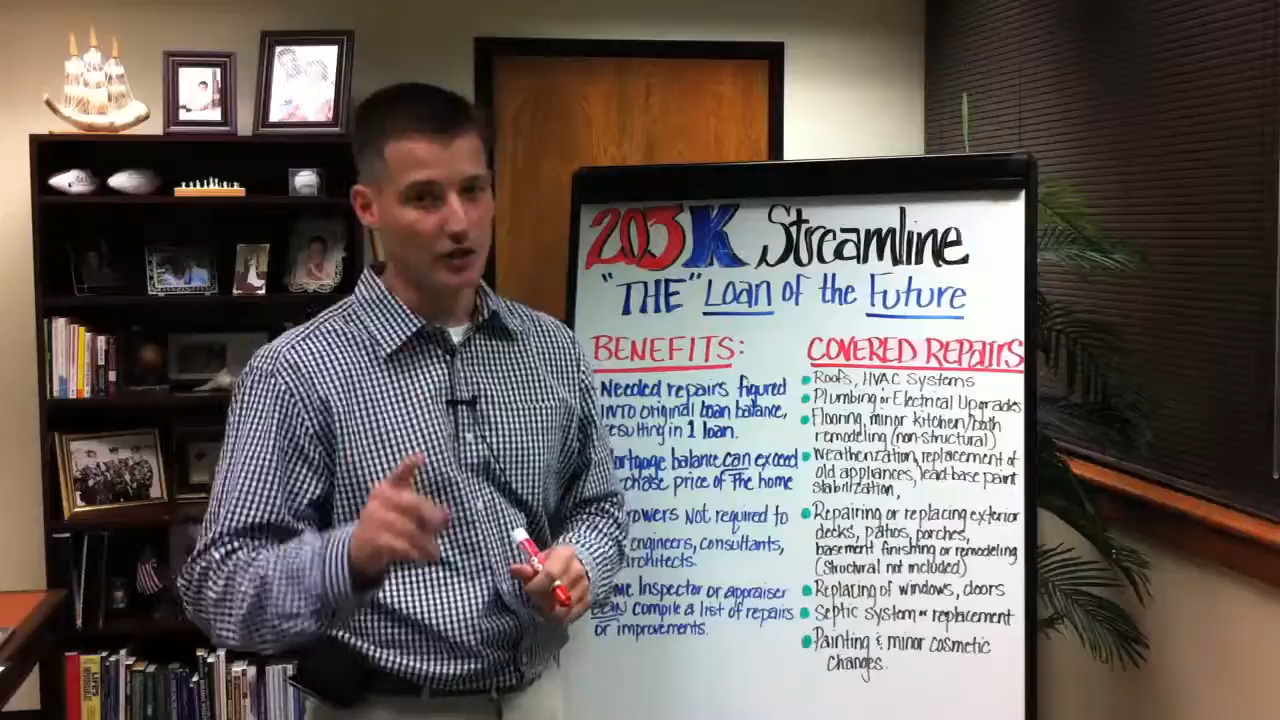 203K Streamline
"THE" Loan of the Future
BENEFITS:
Needed repairs figured
INTO original loan balance,
resulting in 1 loan.
Mortgage balance can exceed
chase price of The home
rowers Not required to
engineers, consultants,
architects.
me Inspector or appraiser
CAN compile a list of repairs
or improvements.
COVERED REPAIRS
Roofs, HVAC Systems
Plumbing or Electrical Upgrades
Flooring, minor kitchen/bath
remodeling (non-structural)
Weatherization, replacement of
old appliances, lead-base paint
stabilization,
Repairing or replacing exterior
decks, patios, porches,
basement finishing or remodeling
(Structural not included)
Replacing of windows, doors
Septic system or replacement
Painting & minor cosmetic
changes.